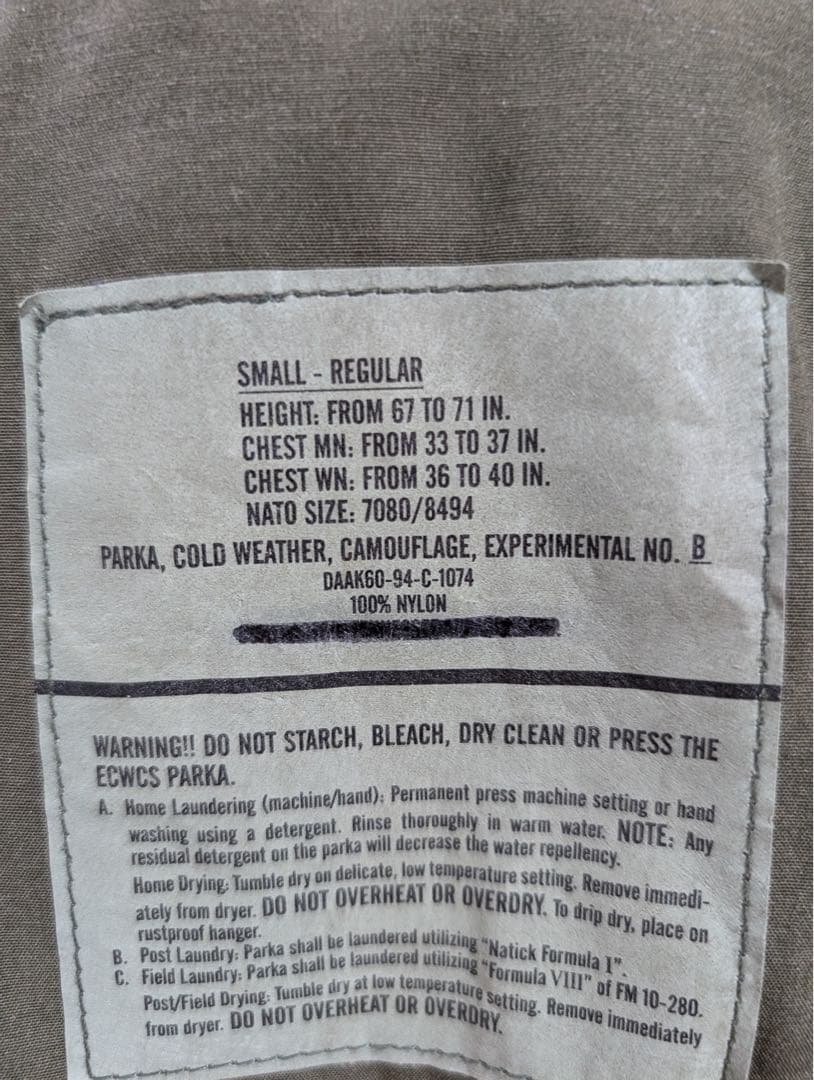 SMALL - REGULAR
HEIGHT: FROM 67 TO 71 IN.
CHEST MN: FROM 33 TO 37 IN.
CHEST WN: FROM 36 TO 40 IN.
NATO SIZE: 7080/8494
PARKA, COLD WEATHER, CAMOUFLAGE, EXPERIMENTAL NO. B
DAAK60-94-C-1074
100% NYLON
WARNING!! DO NOT STARCH, BLEACH, DRY CLEAN OR PRESS THE
ECWCS PARKA.
A. Home Laundering (machine/hand): Permanent press machine setting or hand
washing using a detergent. Rinse thoroughly in warm water. NOTE: Any
residual detergent on the parka will decrease the water repellency.
Home Drying: Tumble dry on delicate, low temperature setting. Remove immedi-
ately from dryer. DO NOT OVERHEAT OR OVERDRY. To drip dry, place on
rustproof hanger.
B. Post Laundry: Parka shall be laundered utilizing "Natick Formula I".
C. Field Laundry: Parka shall be laundered utilizing "Formula VIII" of FM 10-280.
Post/Field Drying: Tumble dry at low temperature setting. Remove immediately
from dryer. DO NOT OVERHEAT OR OVERDRY.